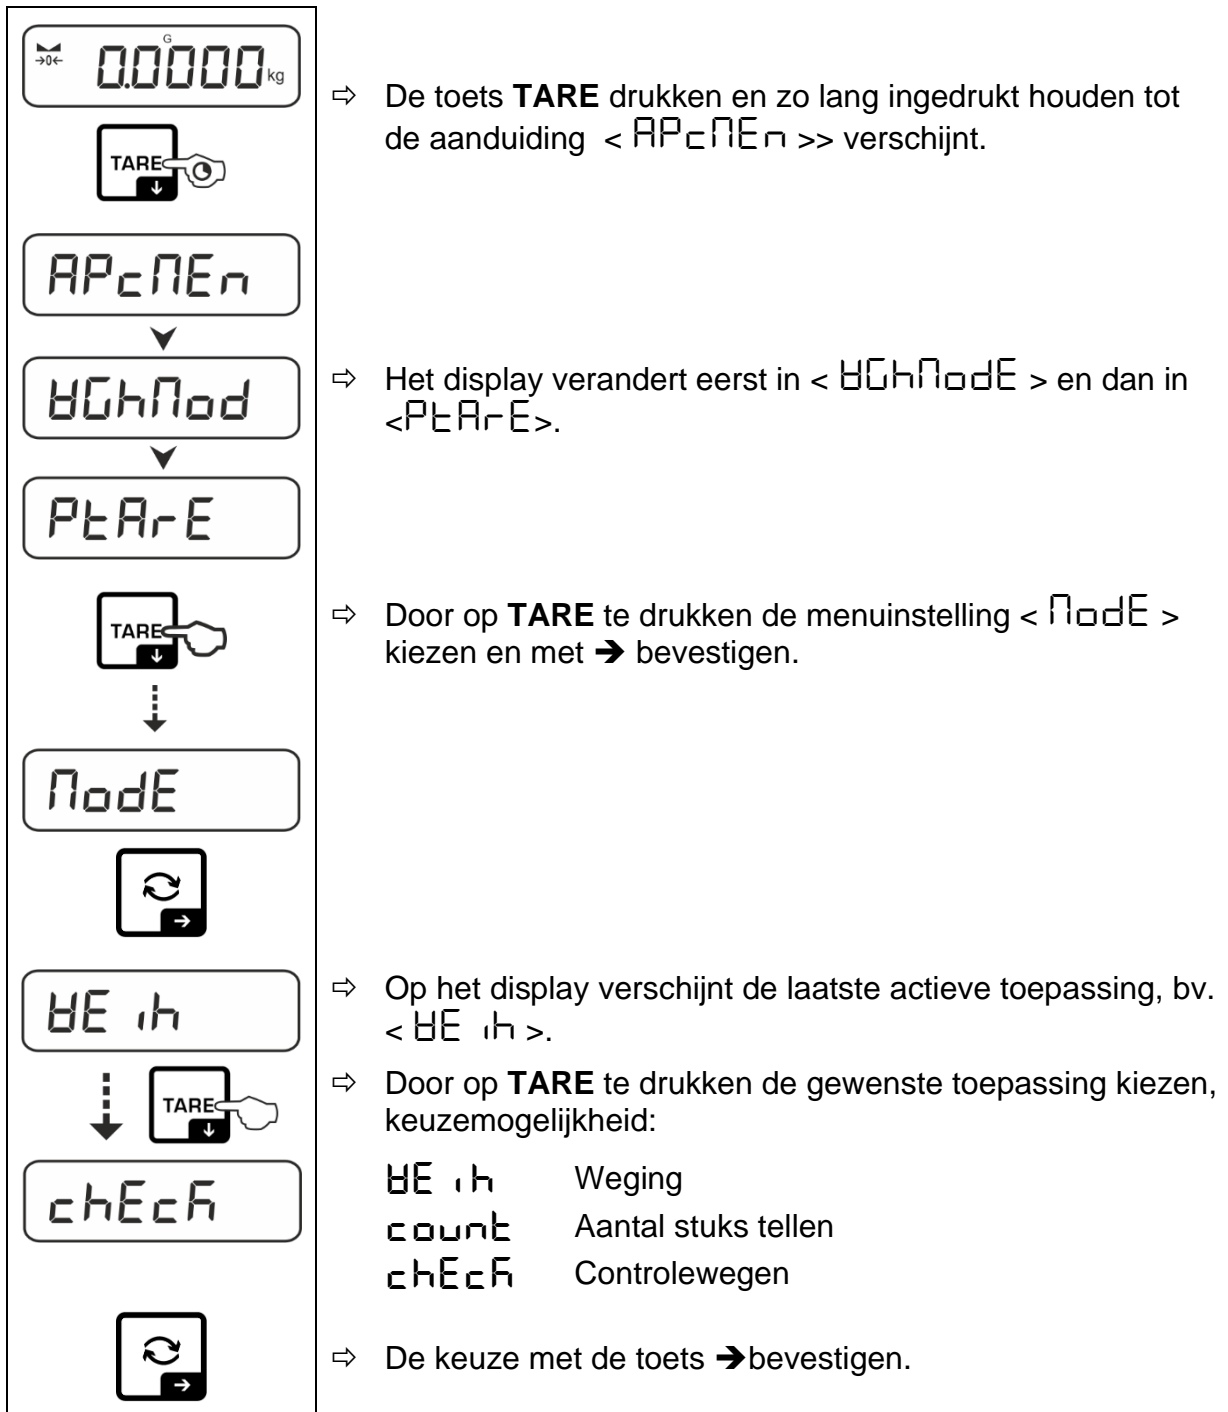 →0← G 0.0000 kg
TARE
⇨ De toets TARE drukken en zo lang ingedrukt houden tot
de aanduiding < APcMEn >> verschijnt.
APcMEn
WGhMod
⇨ Het display verandert eerst in < WGhModE > en dan in
<PtArE>.
PtArE
TARE
⇨ Door op TARE te drukken de menuinstelling < ModE >
kiezen en met ➔ bevestigen.
ModE
WEih
⇨ Op het display verschijnt de laatste actieve toepassing, bv.
< WEih >.
TARE
⇨ Door op TARE te drukken de gewenste toepassing kiezen,
keuzemogelijkheid:
chEck
WEih Weging
count Aantal stuks tellen
chEck Controlewegen
⇨ De keuze met de toets ➔bevestigen.